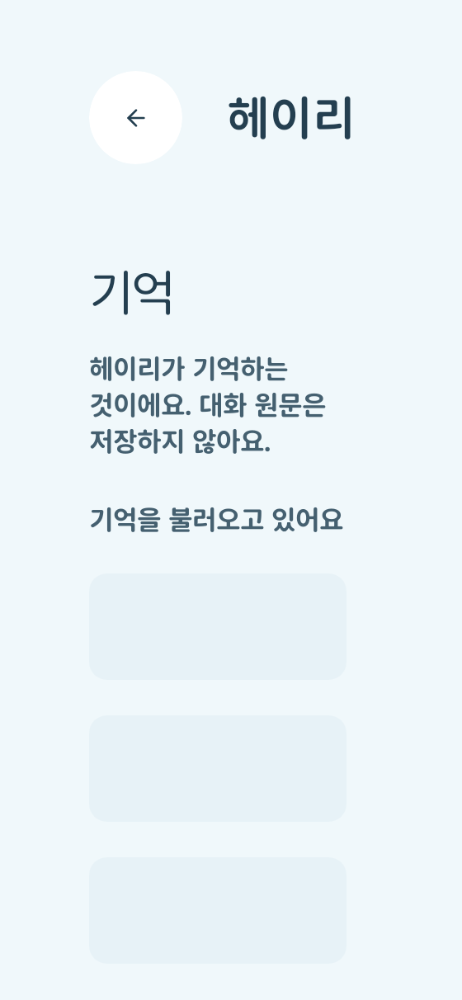 헤이리
기억
헤이리가 기억하는
것이에요. 대화 원문은
저장하지 않아요.
기억을 불러오고 있어요